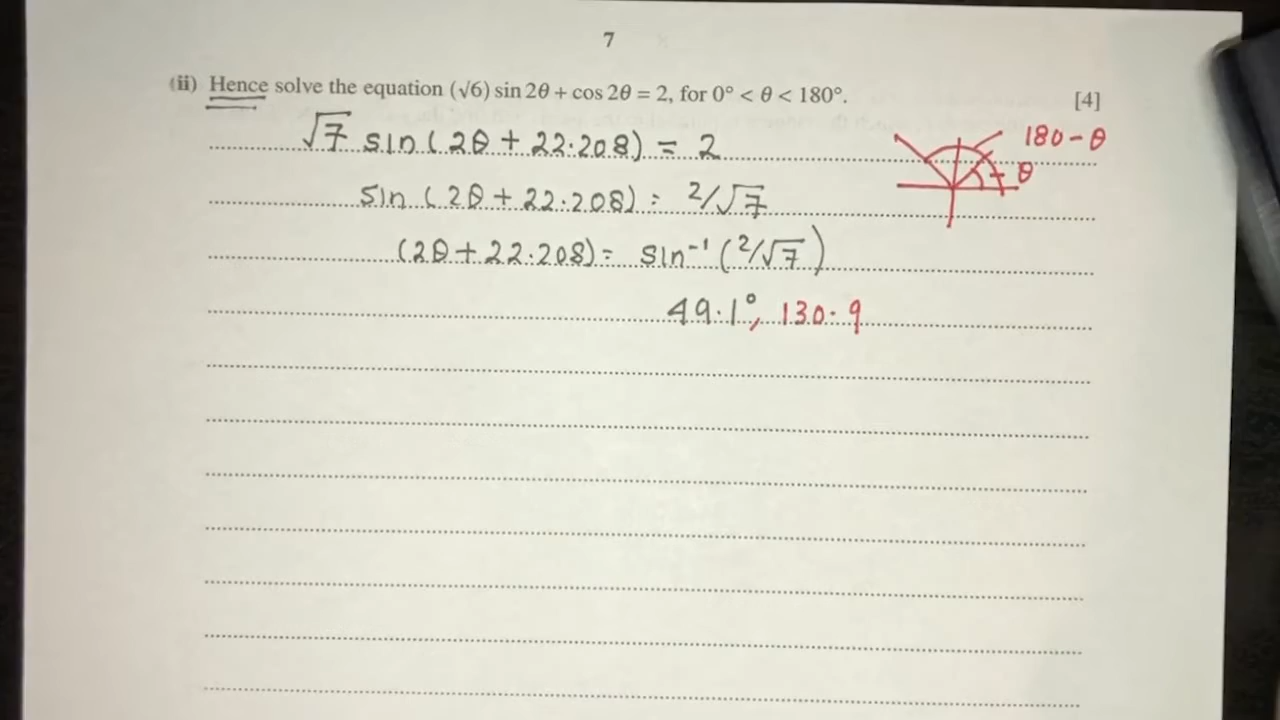 7
(ii) Hence solve the equation (√6) sin 2θ + cos 2θ = 2, for 0° < θ < 180°.
[4]
√7 sin(2θ + 22.208) = 2
180 - θ
θ
sin (2θ + 22.208) = 2/√7
(2θ + 22.208) = sin⁻¹(2/√7)
49.1°, 130.9